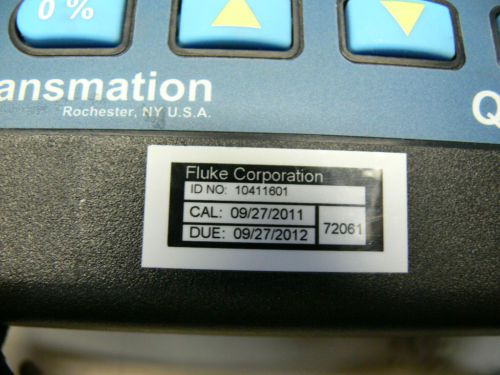 0 %
ansmation
Rochester, NY U.S.A.
Q
Fluke Corporation
ID NO: 10411601
CAL: 09/27/2011
72061
DUE: 09/27/2012